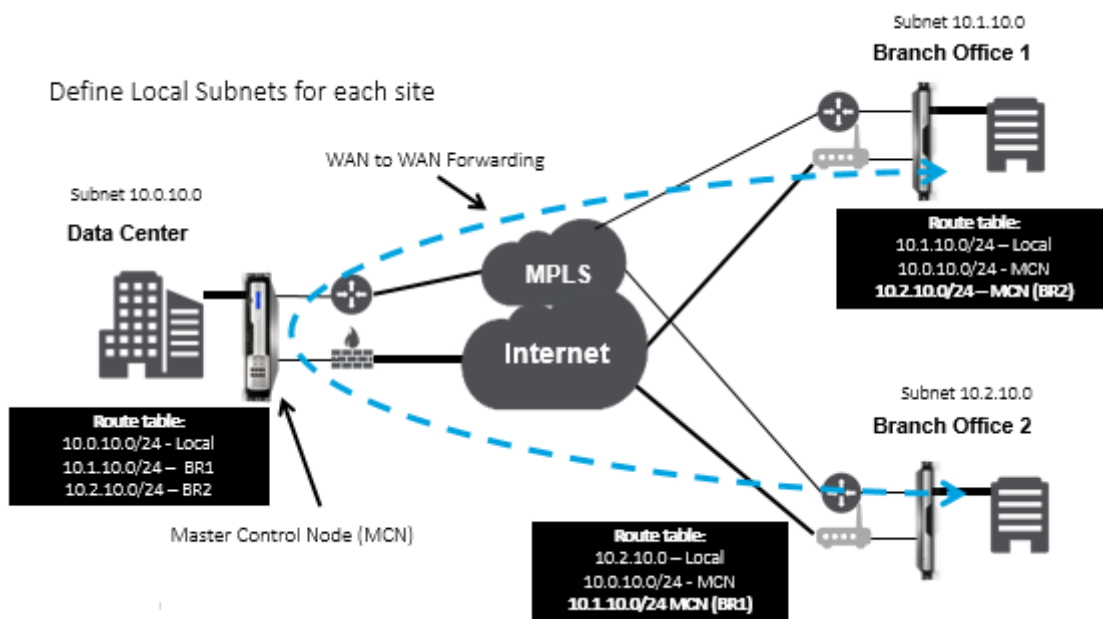 Subnet 10.1.10.0
Branch Office 1
Define Local Subnets for each site
WAN to WAN Forwarding
Subnet 10.0.10.0
Data Center
MPLS
Internet
Route table:
10.1.10.0/24 – Local
10.0.10.0/24 - MCN
10.2.10.0/24 – MCN (BR2)
Subnet 10.2.10.0
Branch Office 2
Route table:
10.0.10.0/24 - Local
10.1.10.0/24 – BR1
10.2.10.0/24 – BR2
Master Control Node (MCN)
Route table:
10.2.10.0 – Local
10.0.10.0/24 - MCN
10.1.10.0/24 MCN (BR1)